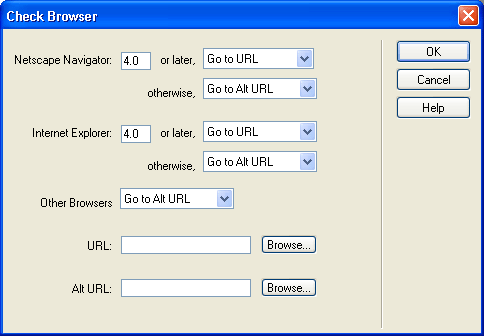 Check Browser
Netscape Navigator: 4.0 or later, Go to URL OK
otherwise, Go to Alt URL Cancel
Help
Internet Explorer: 4.0 or later, Go to URL
otherwise, Go to Alt URL
Other Browsers Go to Alt URL
URL: Browse...
Alt URL: Browse...